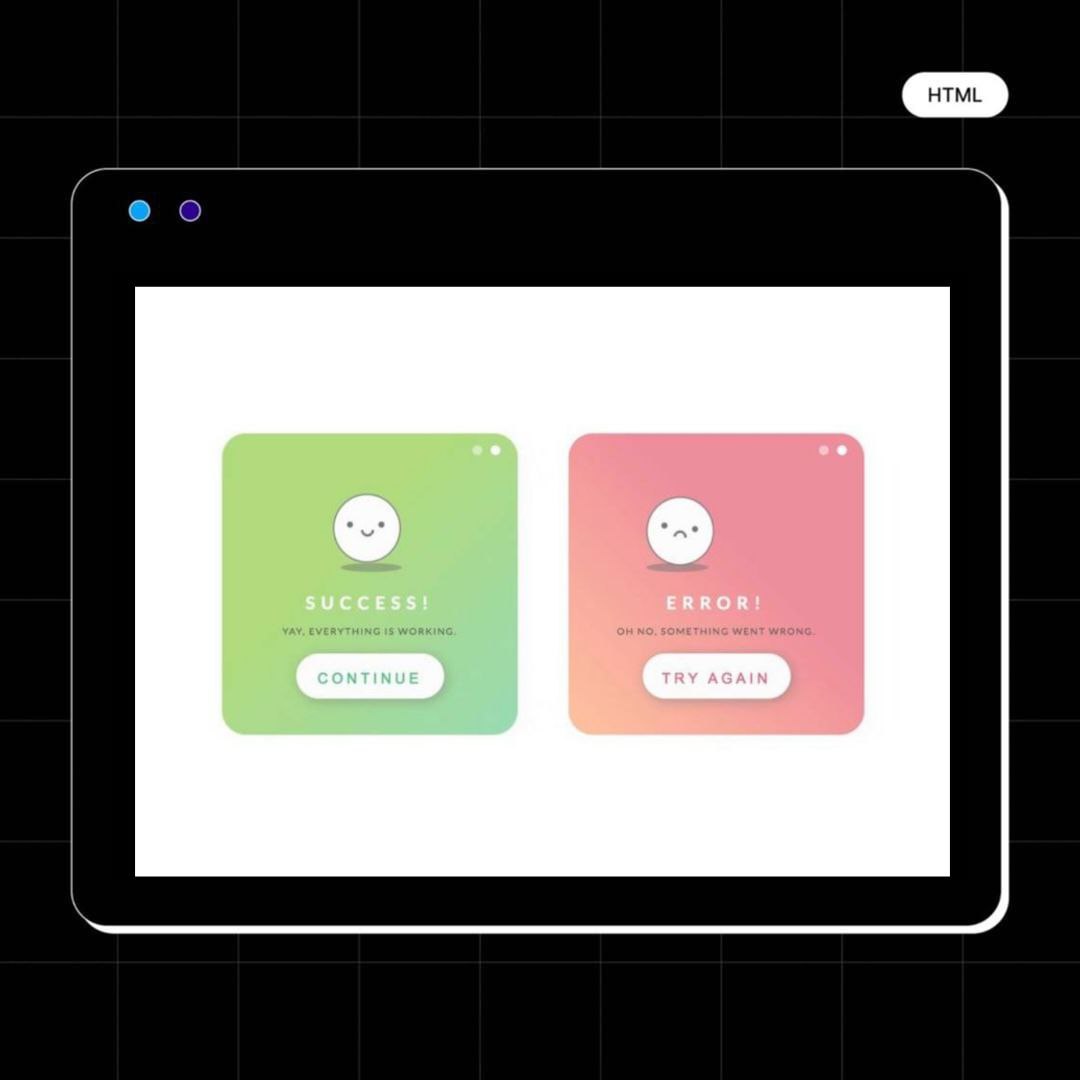 HTML
SUCCESS!
YAY, EVERYTHING IS WORKING.
CONTINUE
ERROR!
OH NO, SOMETHING WENT WRONG.
TRY AGAIN